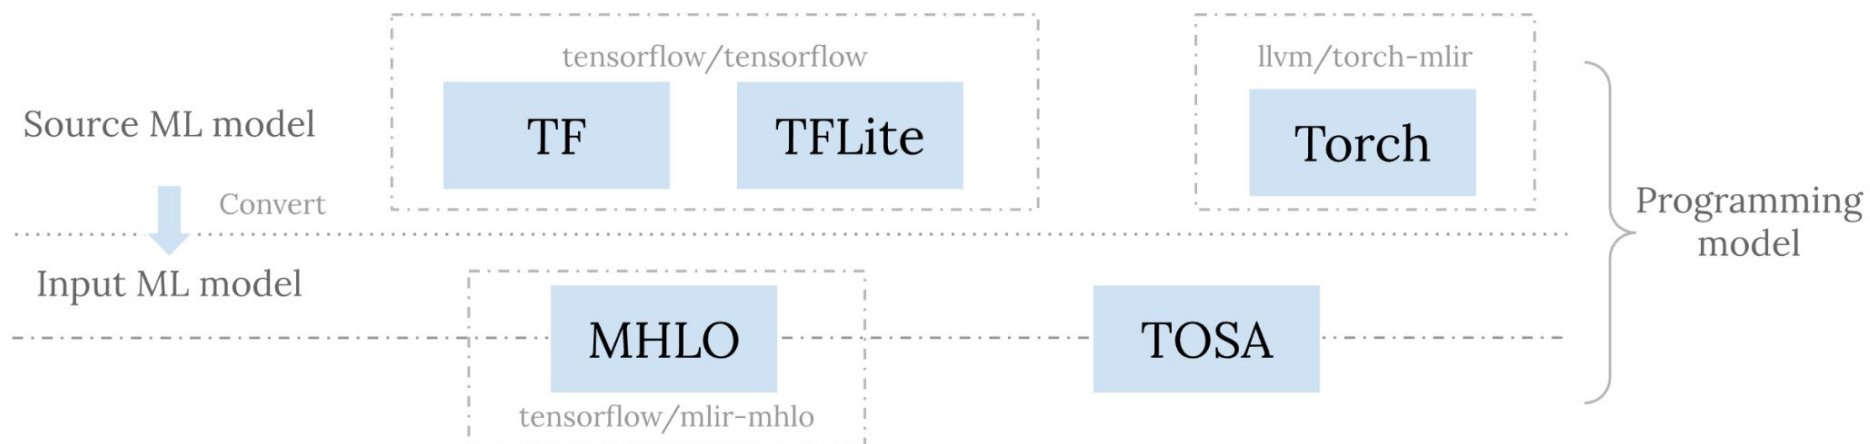 tensorflow/tensorflow
llvm/torch-mlir
Source ML model
TF
TFLite
Torch
Convert
Programming
model
Input ML model
MHLO
TOSA
tensorflow/mlir-mhlo